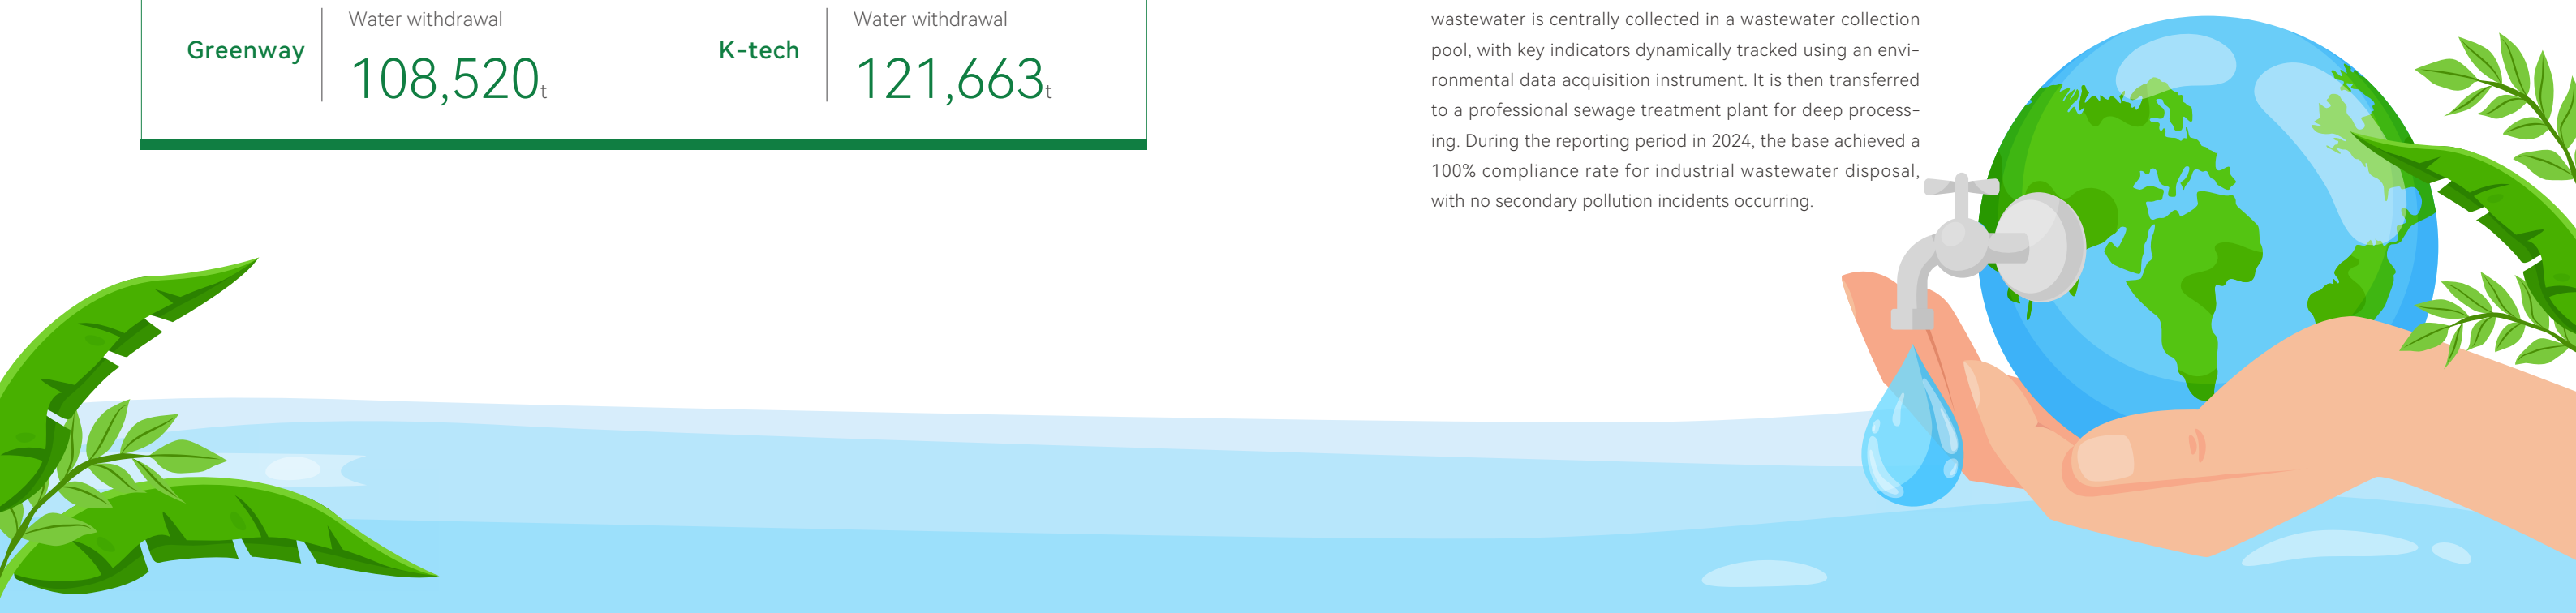 Greenway
Water withdrawal
108,520t
K-tech
Water withdrawal
121,663t
wastewater is centrally collected in a wastewater collection
pool, with key indicators dynamically tracked using an envi-
ronmental data acquisition instrument. It is then transferred
to a professional sewage treatment plant for deep process-
ing. During the reporting period in 2024, the base achieved a
100% compliance rate for industrial wastewater disposal,
with no secondary pollution incidents occurring.